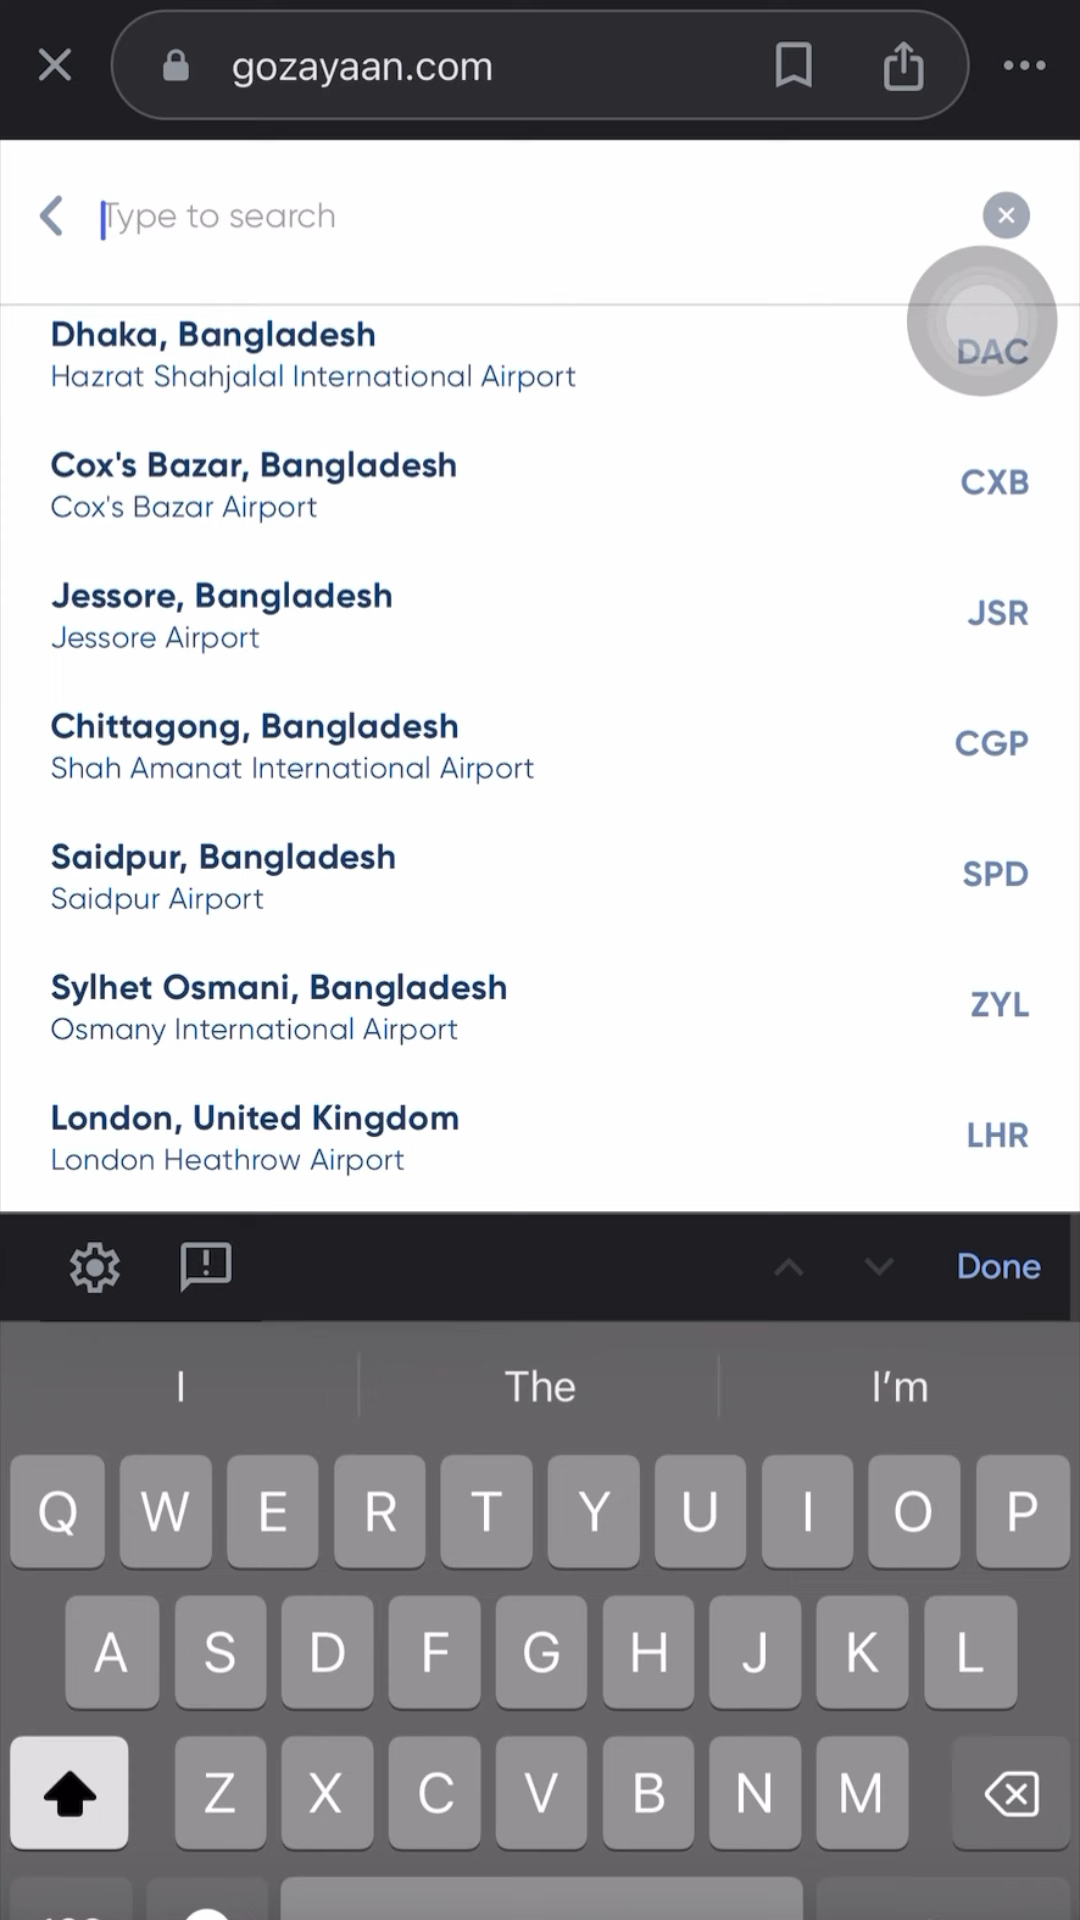 gozayaan.com
Type to search
Dhaka, Bangladesh
Hazrat Shahjalal International Airport
DAC
Cox's Bazar, Bangladesh
Cox's Bazar Airport
CXB
Jessore, Bangladesh
Jessore Airport
JSR
Chittagong, Bangladesh
Shah Amanat International Airport
CGP
Saidpur, Bangladesh
Saidpur Airport
SPD
Sylhet Osmani, Bangladesh
Osmany International Airport
ZYL
London, United Kingdom
London Heathrow Airport
LHR
Done
I The I'm
Q W E R T Y U I O P
A S D F G H J K L
Z X C V B N M